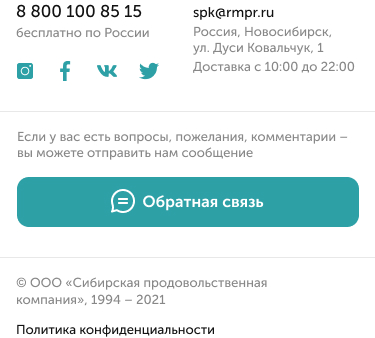 8 800 100 85 15
бесплатно по России
spk@rmpr.ru
Россия, Новосибирск,
ул. Дуси Ковальчук, 1
Доставка с 10:00 до 22:00
Если у вас есть вопросы, пожелания, комментарии –
вы можете отправить нам сообщение
Обратная связь
© ООО «Сибирская продовольственная
компания», 1994 – 2021
Политика конфиденциальности